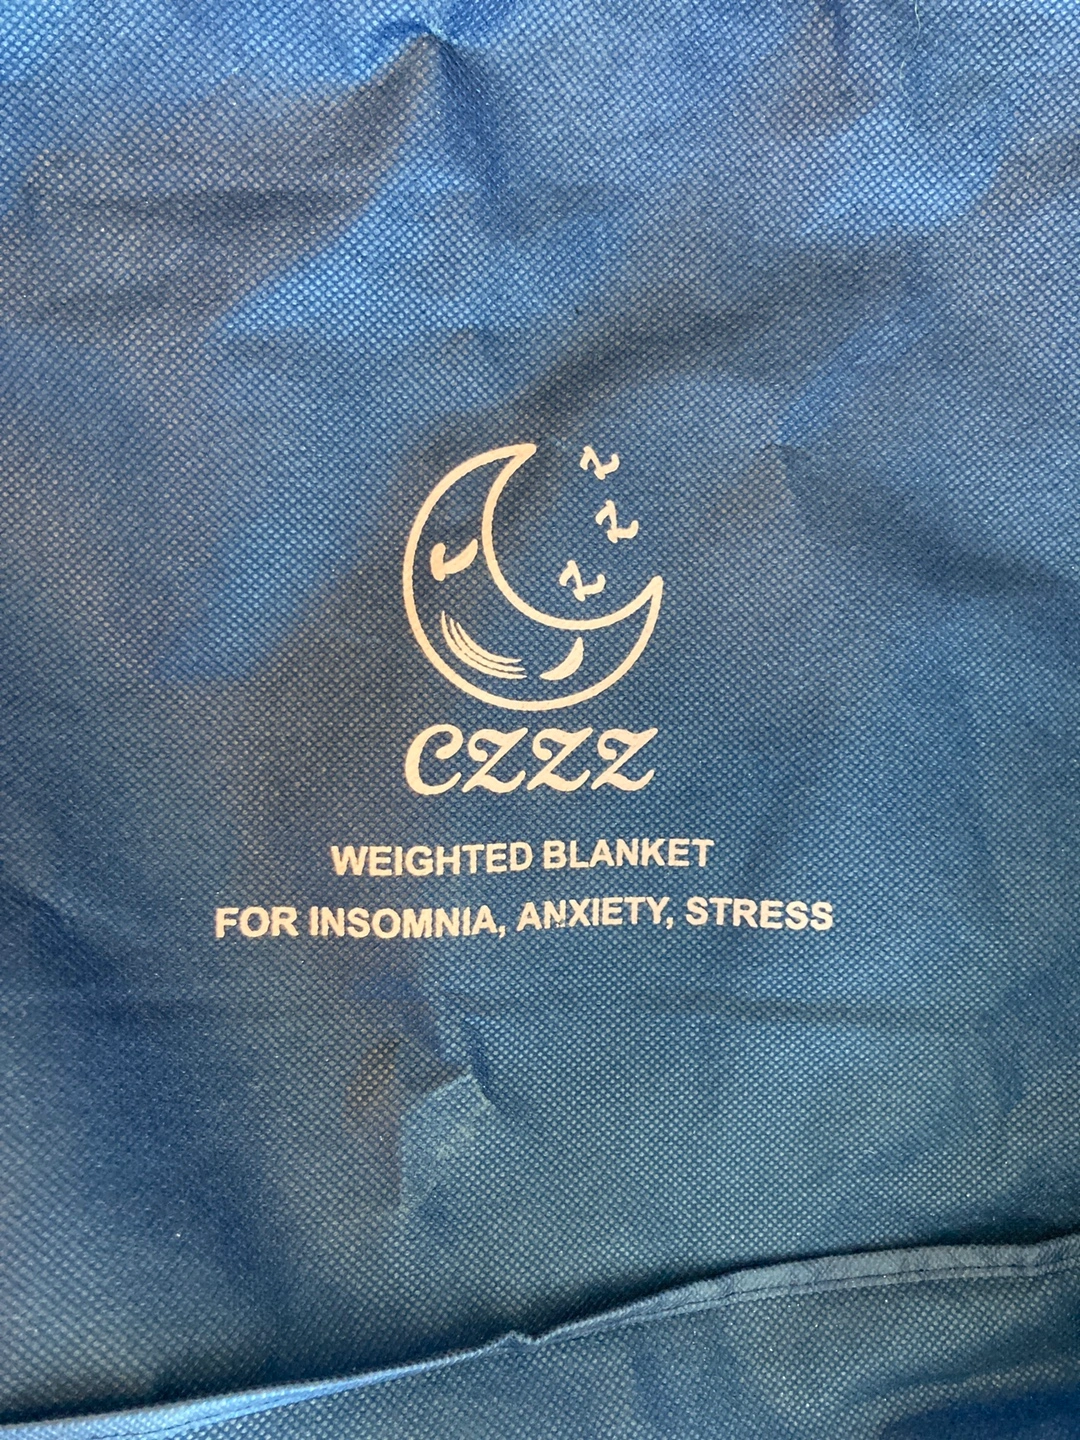 z
z
z
CZZZ
WEIGHTED BLANKET
FOR INSOMNIA, ANXIETY, STRESS